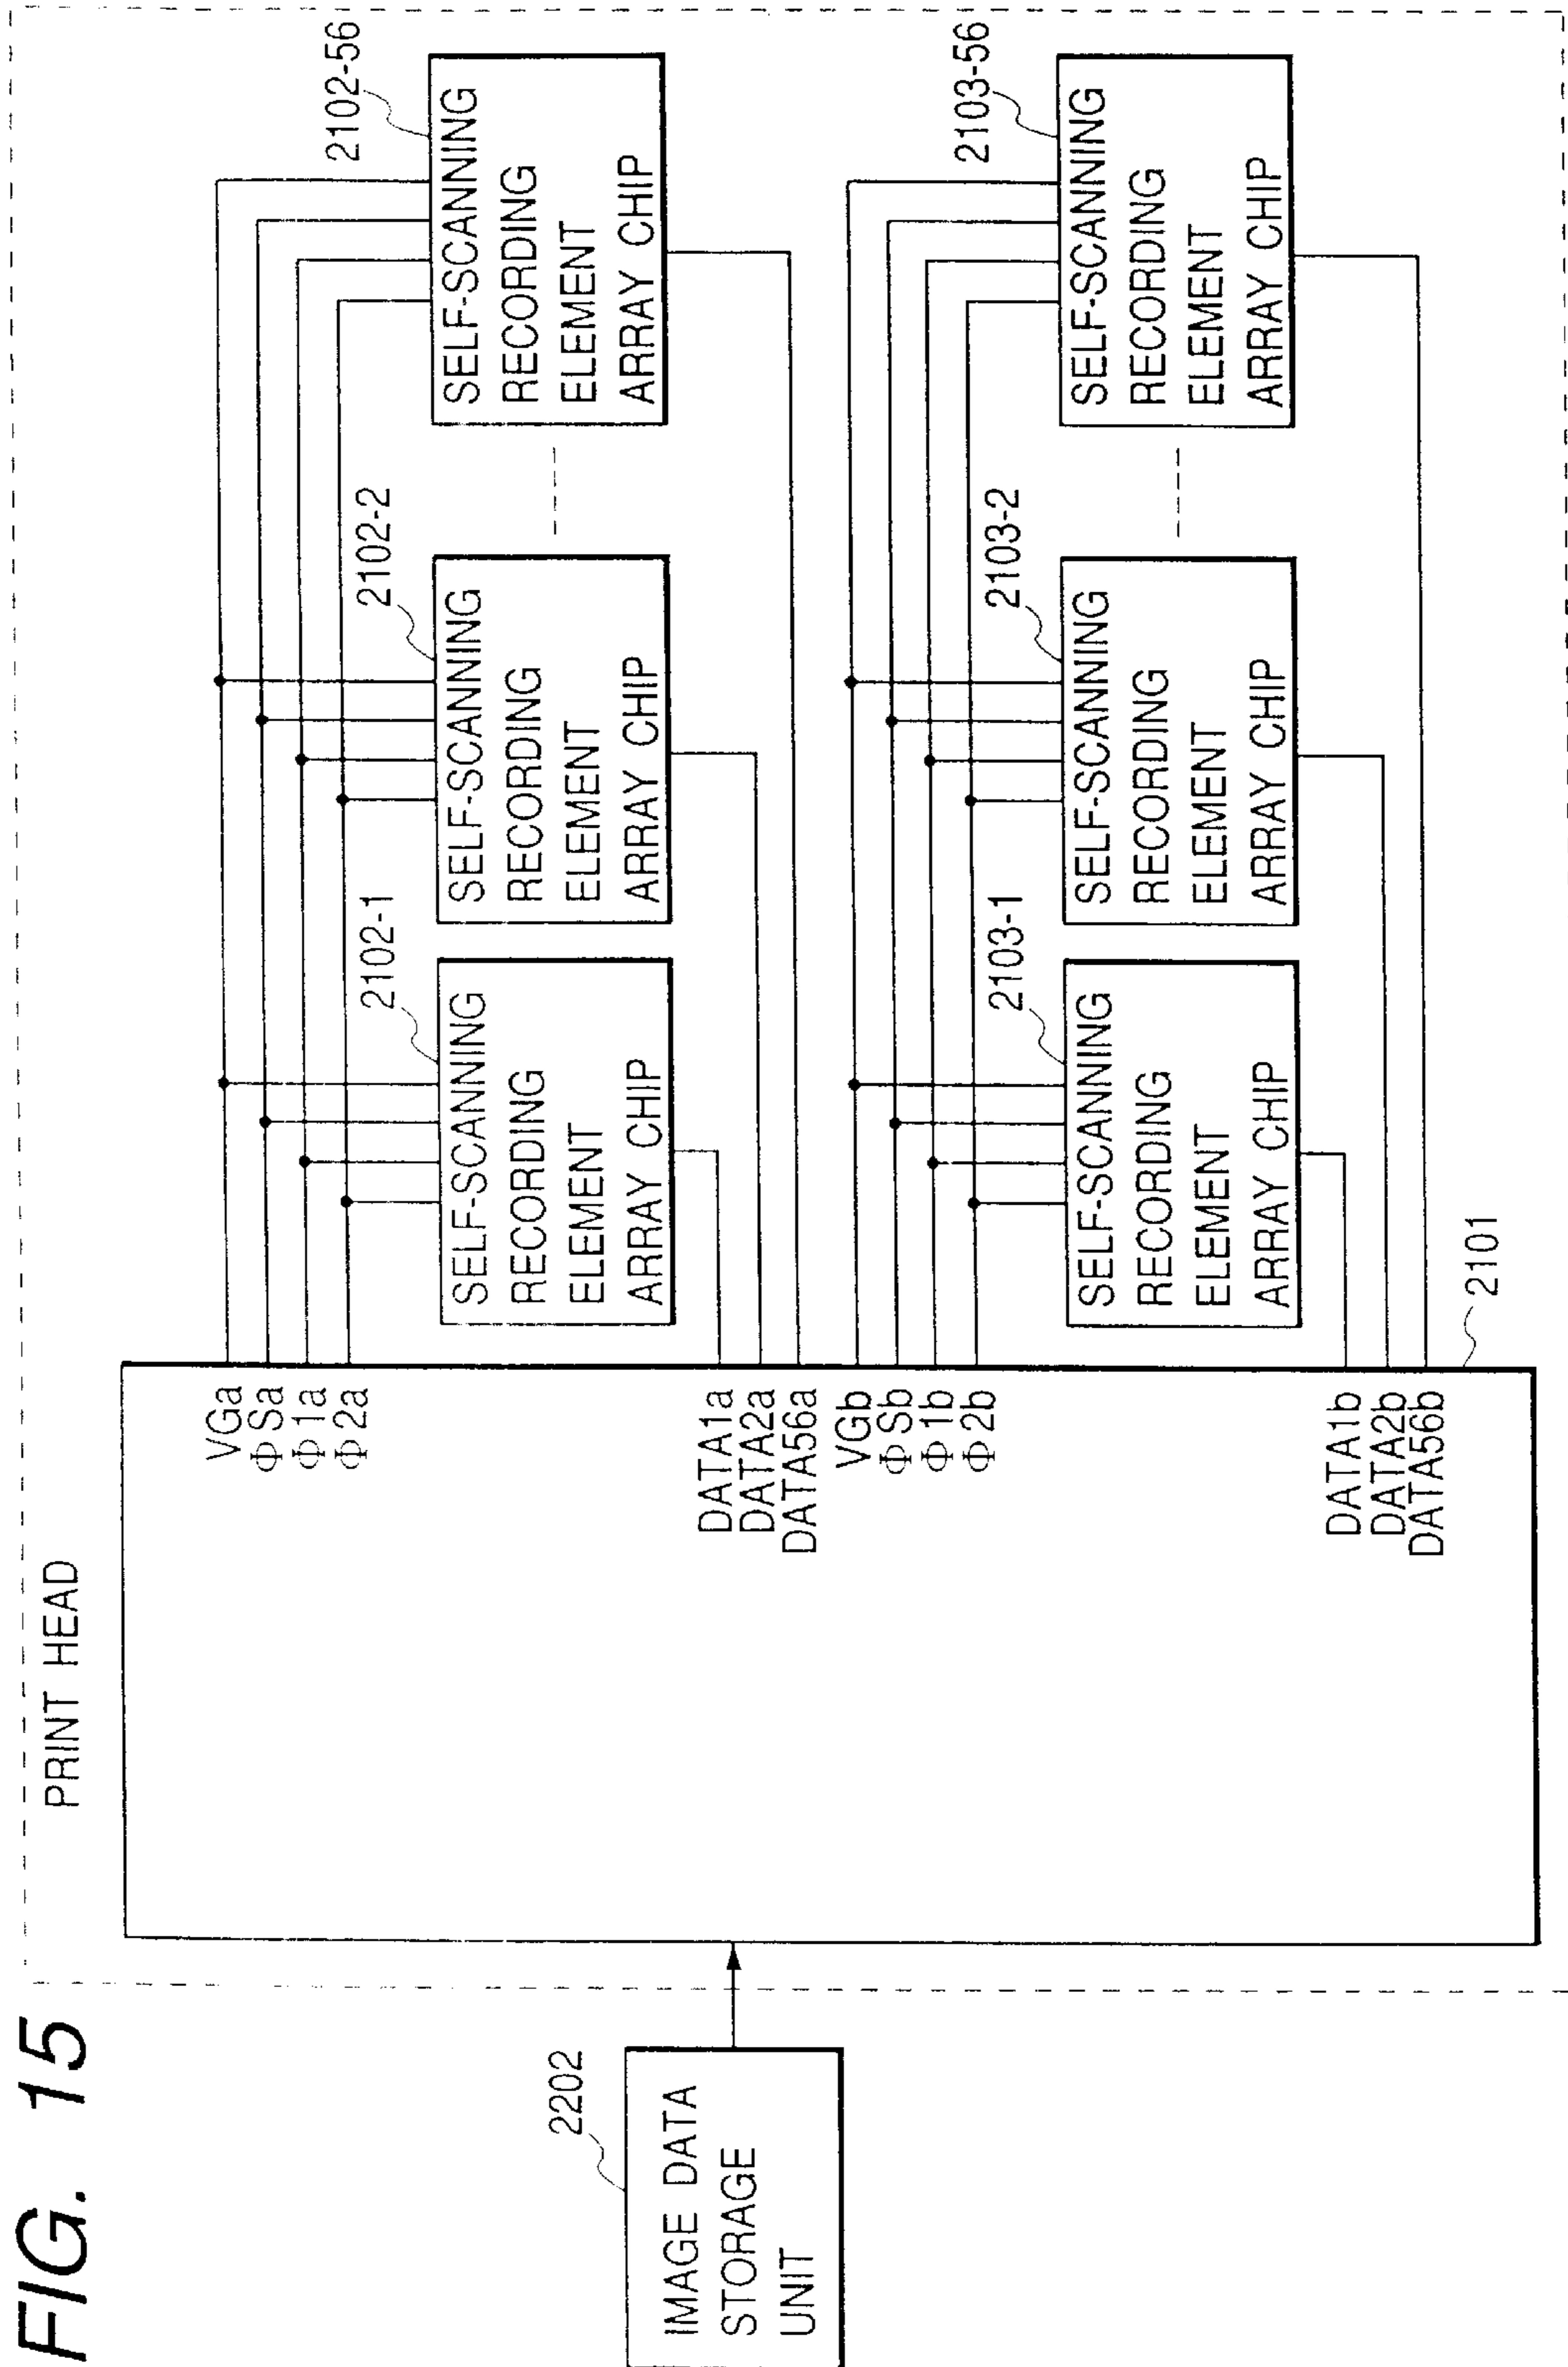 FIG. 15
PRINT HEAD
2202
IMAGE DATA
STORAGE
UNIT
VGa
ΦSa
Φ1a
Φ2a
DATA1a
DATA2a
DATA56a
VGb
ΦSb
Φ1b
Φ2b
DATA1b
DATA2b
DATA56b
2101
2102-1
SELF-SCANNING
RECORDING
ELEMENT
ARRAY CHIP
2102-2
SELF-SCANNING
RECORDING
ELEMENT
ARRAY CHIP
2102-56
SELF-SCANNING
RECORDING
ELEMENT
ARRAY CHIP
2103-1
SELF-SCANNING
RECORDING
ELEMENT
ARRAY CHIP
2103-2
SELF-SCANNING
RECORDING
ELEMENT
ARRAY CHIP
2103-56
SELF-SCANNING
RECORDING
ELEMENT
ARRAY CHIP